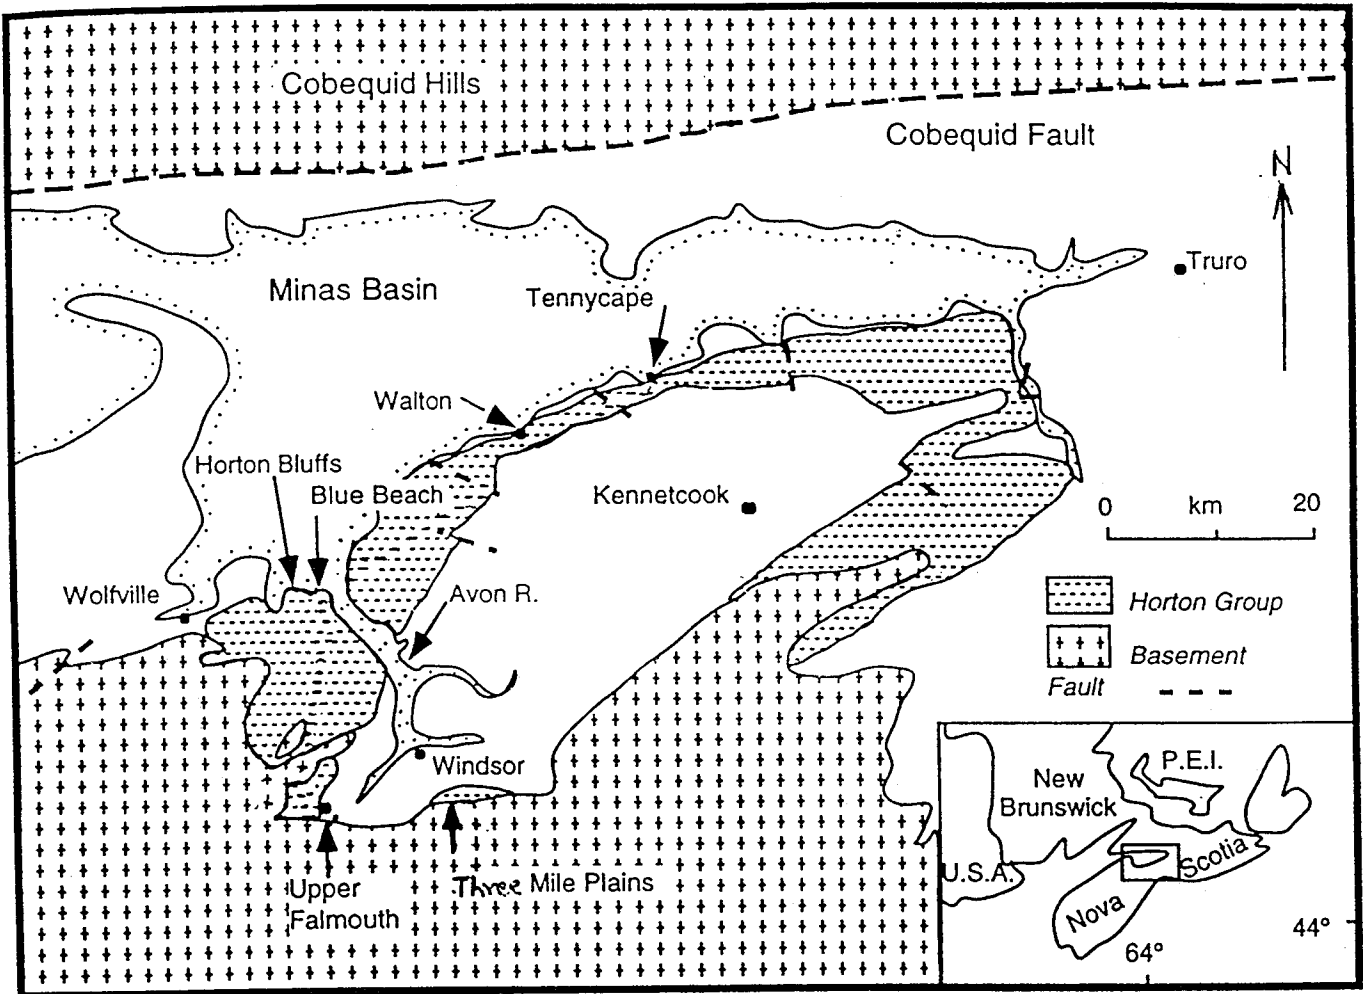 Cobequid Hills
Cobequid Fault
N
Truro
Minas Basin
Tennycape
Walton
Horton Bluffs
Blue Beach
Kennetcook
0 km 20
Wolfville
Avon R.
Horton Group
Basement
Fault
Windsor
Upper
Falmouth
Three Mile Plains
P.E.I.
New
Brunswick
U.S.A.
Nova
Scotia
44°
64°